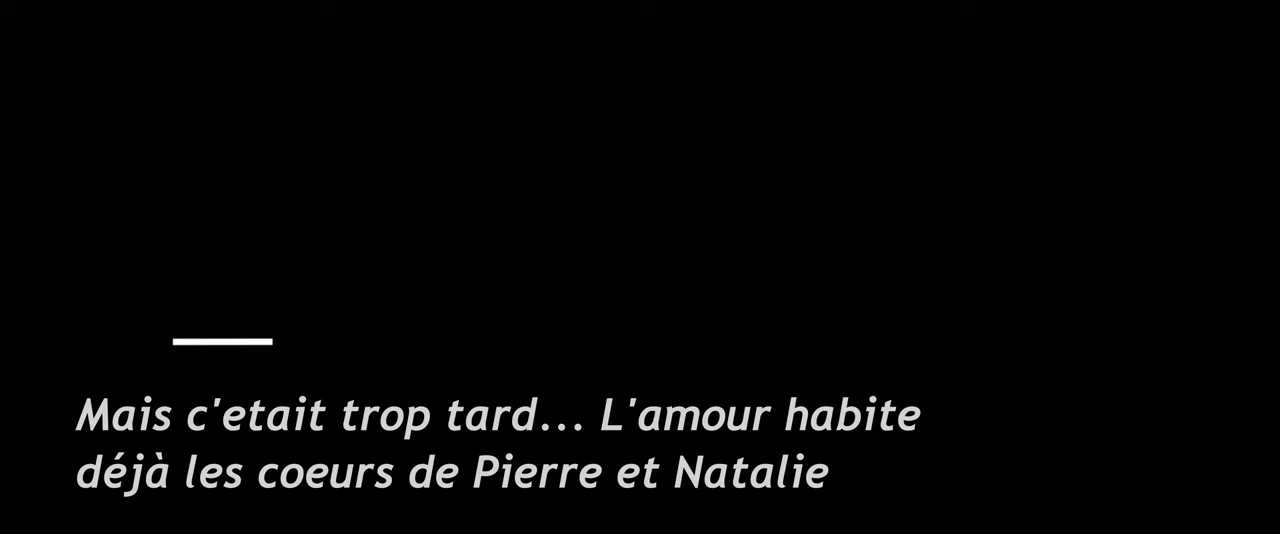 Mais c'etait trop tard... L'amour habite
déjà les coeurs de Pierre et Natalie